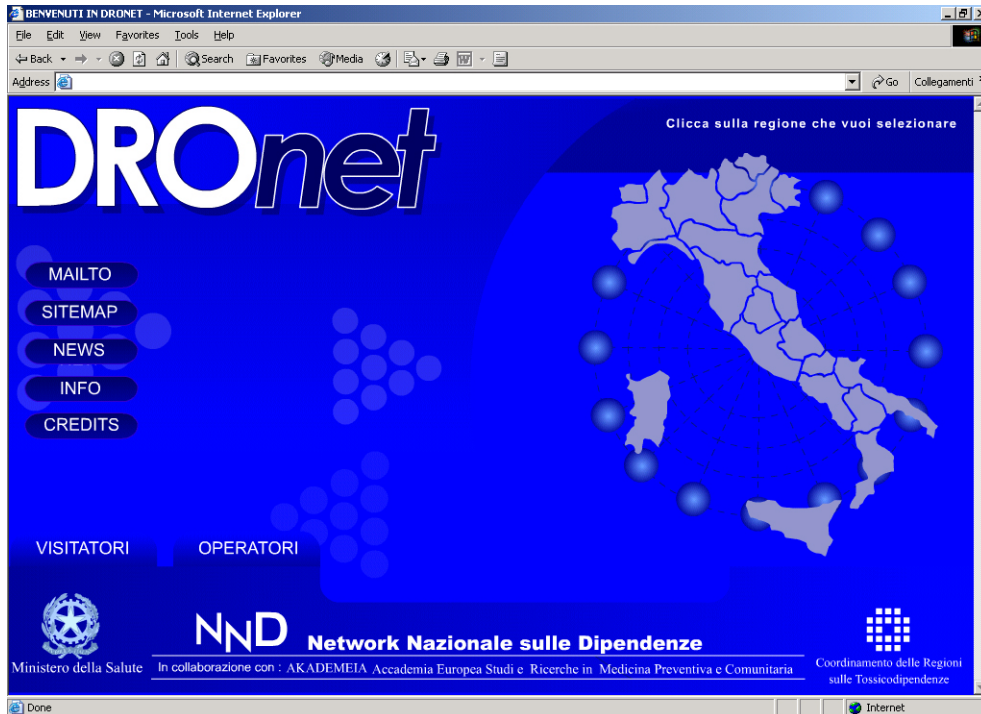 BENVENUTI IN DRONET - Microsoft Internet Explorer
File Edit View Favorites Tools Help
Back Search Favorites Media
Address Go Collegamenti
DROnet
Clicca sulla regione che vuoi selezionare
MAILTO
SITEMAP
NEWS
INFO
CREDITS
VISITATORI OPERATORI
NND Network Nazionale sulle Dipendenze
Ministero della Salute
In collaborazione con : AKADEMEIA Accademia Europea Studi e Ricerche in Medicina Preventiva e Comunitaria
Coordinamento delle Regioni
sulle Tossicodipendenze
Done Internet